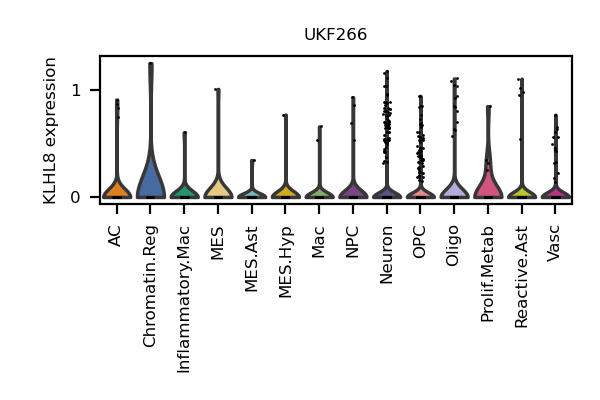 UKF266
KLHL8 expression
1
0
AC
Chromatin.Reg
Inflammatory.Mac
MES
MES.Ast
MES.Hyp
Mac
NPC
Neuron
OPC
Oligo
Prolif.Metab
Reactive.Ast
Vasc